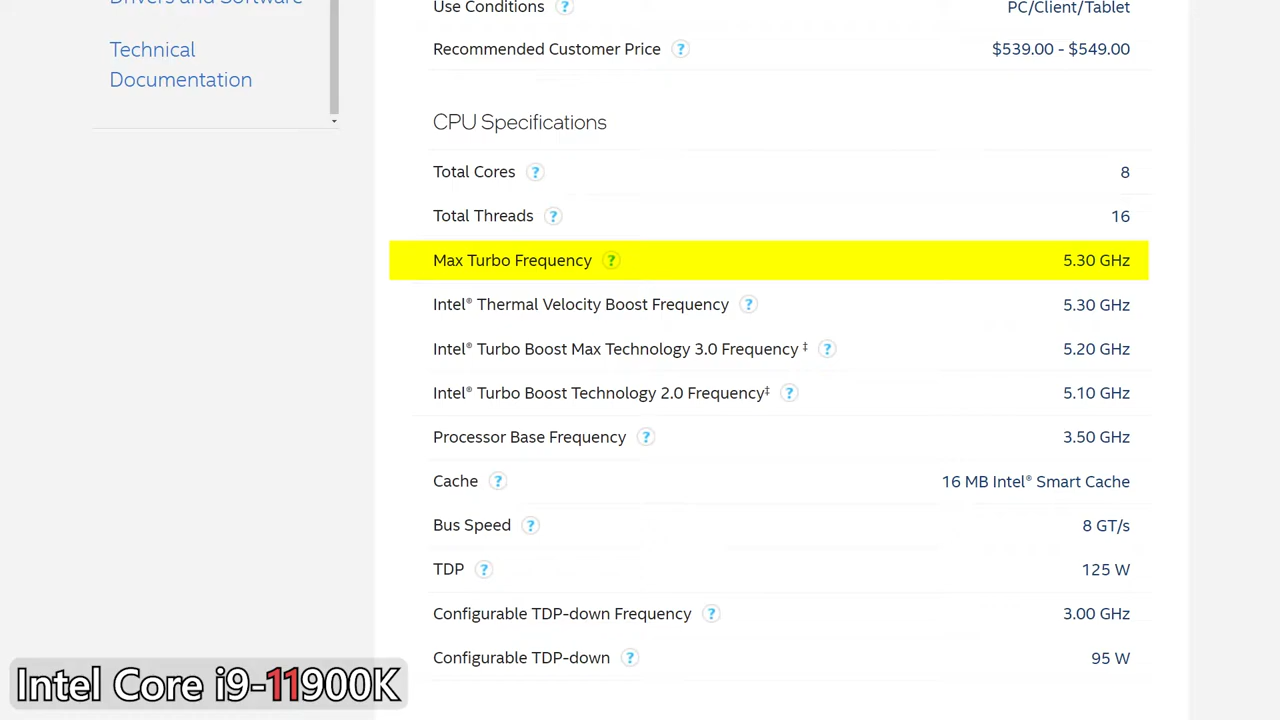 Drivers and Software
Technical
Documentation
Use Conditions ? PC/Client/Tablet
Recommended Customer Price ? $539.00 - $549.00
CPU Specifications
Total Cores ? 8
Total Threads ? 16
Max Turbo Frequency ? 5.30 GHz
Intel® Thermal Velocity Boost Frequency ? 5.30 GHz
Intel® Turbo Boost Max Technology 3.0 Frequency ‡ ? 5.20 GHz
Intel® Turbo Boost Technology 2.0 Frequency‡ ? 5.10 GHz
Processor Base Frequency ? 3.50 GHz
Cache ? 16 MB Intel® Smart Cache
Bus Speed ? 8 GT/s
TDP ? 125 W
Configurable TDP-down Frequency ? 3.00 GHz
Configurable TDP-down ? 95 W
Intel Core i9-11900K